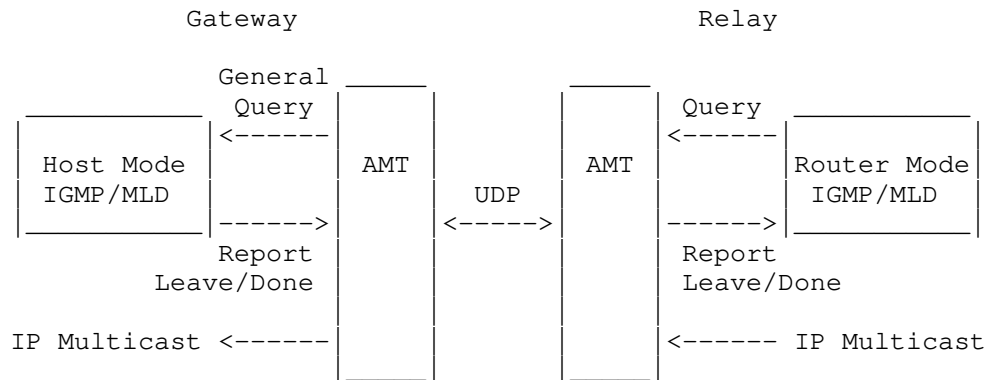 Gateway Relay
General
Query Query
<------ <------
Host Mode AMT AMT Router Mode
IGMP/MLD UDP IGMP/MLD
------> <-----> ------>
Report Report
Leave/Done Leave/Done
IP Multicast <------ <------ IP Multicast